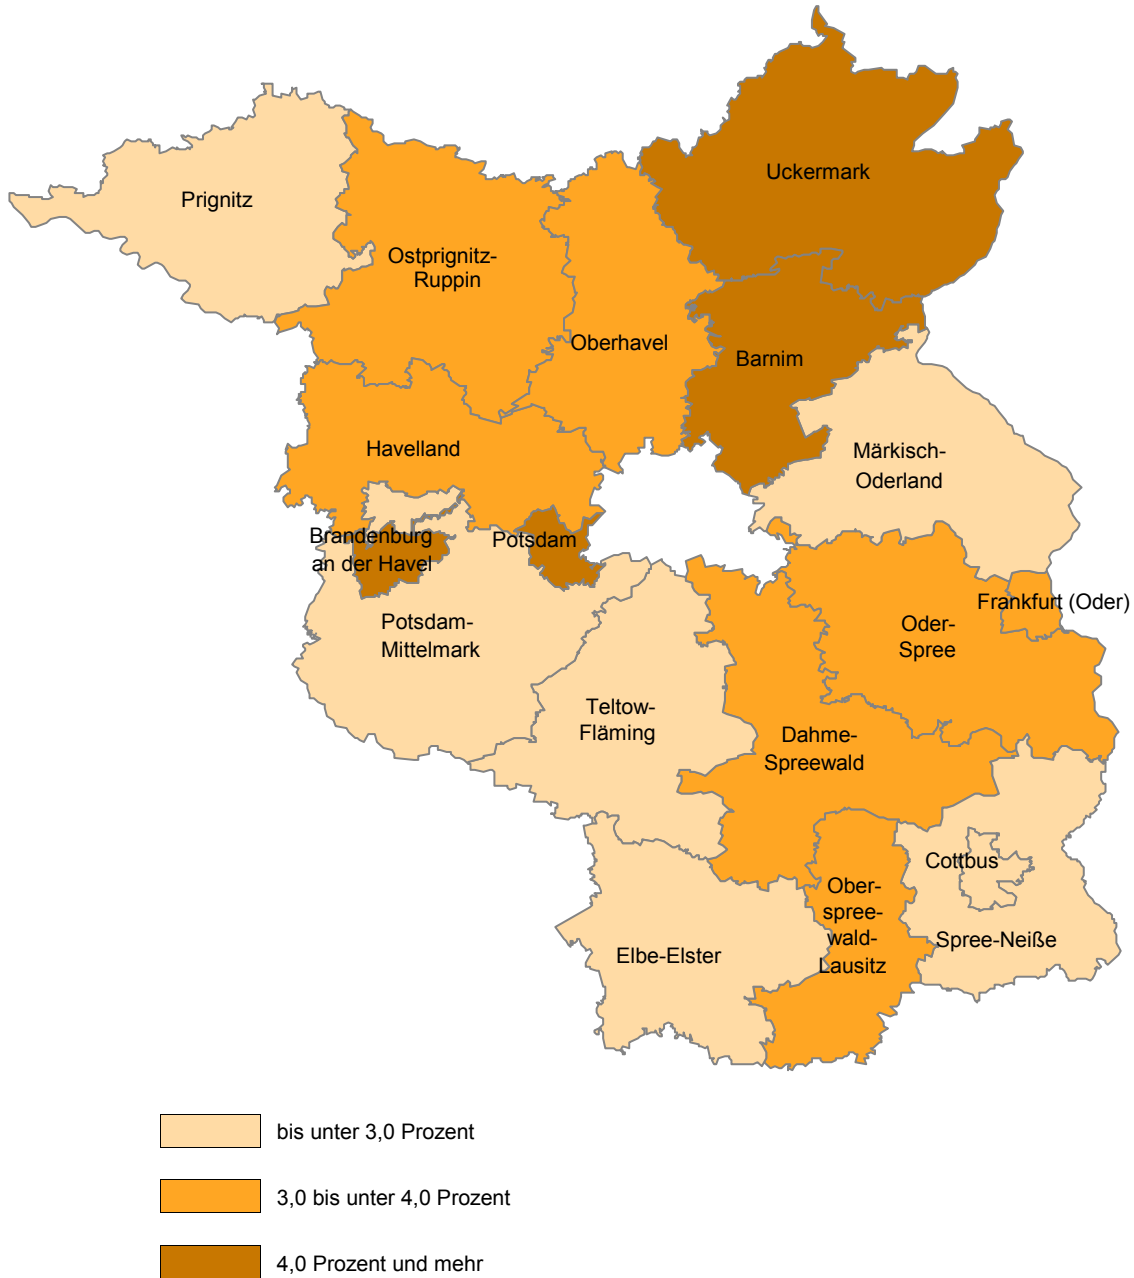 Uckermark
Prignitz
Ostprignitz-
Ruppin
Oberhavel
Barnim
Havelland
Märkisch-
Oderland
Brandenburg
an der Havel
Potsdam
Frankfurt (Oder)
Potsdam-
Mittelmark
Oder-
Spree
Teltow-
Fläming
Dahme-
Spreewald
Cottbus
Ober-
spree-
wald-
Lausitz
Spree-Neiße
Elbe-Elster
bis unter 3,0 Prozent
3,0 bis unter 4,0 Prozent
4,0 Prozent und mehr